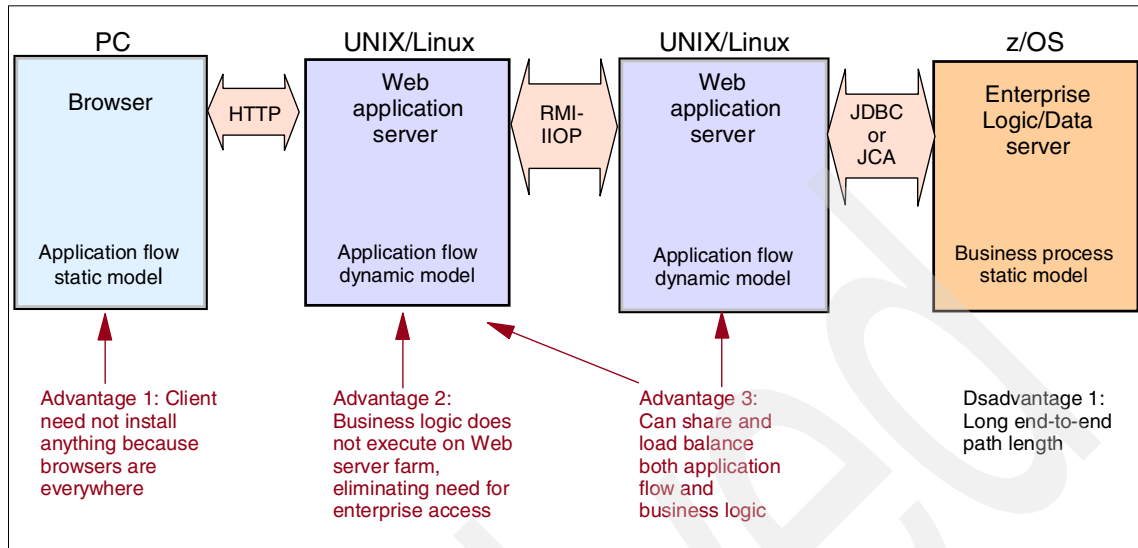 PC
UNIX/Linux
UNIX/Linux
z/OS
Browser
HTTP
Web
application
server
RMI-
IIOP
Web
application
server
JDBC
or
JCA
Enterprise
Logic/Data
server
Application flow
static model
Application flow
dynamic model
Application flow
dynamic model
Business process
static model
Advantage 1: Client
need not install
anything because
browsers are
everywhere
Advantage 2:
Business logic does
not execute on Web
server farm,
eliminating need for
enterprise access
Advantage 3:
Can share and
load balance
both application
flow and
business logic
Dsadvantage 1:
Long end-to-end
path length